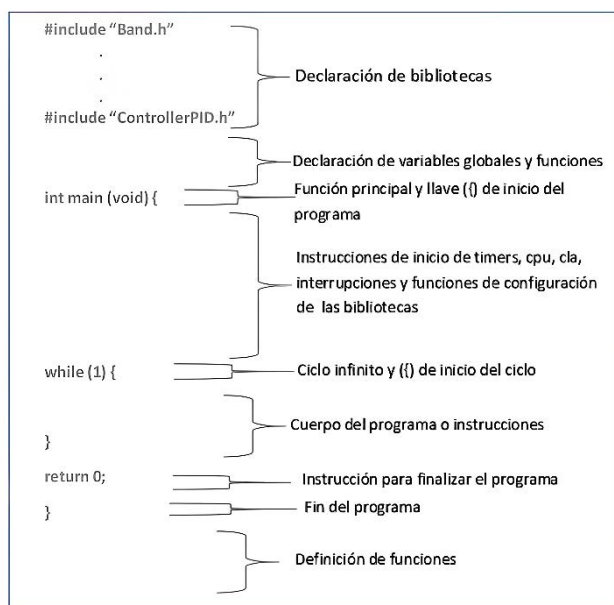 #include “Band.h”
.
.
.
Declaración de bibliotecas
#include “ControllerPID.h”
Declaración de variables globales y funciones
int main (void) {
Función principal y llave ({) de inicio del
programa
Instrucciones de inicio de timers, cpu, cla,
interrupciones y funciones de configuración
de las bibliotecas
while (1) {
Ciclo infinito y ({) de inicio del ciclo
Cuerpo del programa o instrucciones
}
return 0;
Instrucción para finalizar el programa
}
Fin del programa
Definición de funciones